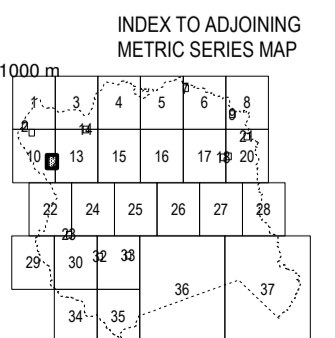 INDEX TO ADJOINING
METRIC SERIES MAP
1000 m
1 3 4 5 7 6 8
2 14 9 21
10 13 15 16 17 18 20
22 24 25 26 27 28
23
29 30 32 33 36 37
34 35